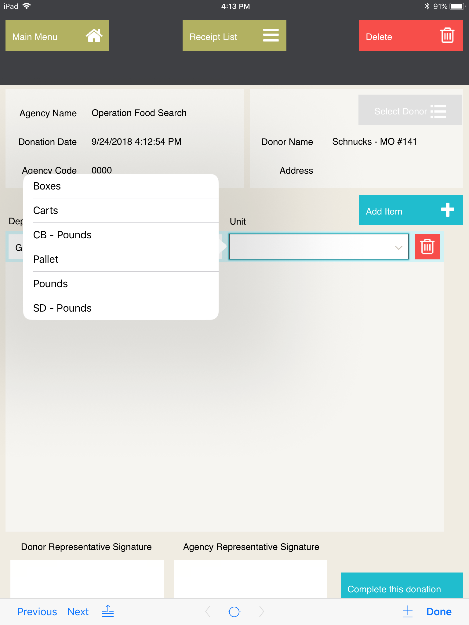 iPad 4:13 PM 91%
Main Menu Receipt List Delete
Select Donor
Agency Name Operation Food Search
Donation Date 9/24/2018 4:12:54 PM Donor Name Schnucks - MO #141
Agency Code 0000 Address
Boxes
Carts
Add Item
Dep Unit
CB - Pounds
G
Pallet
Pounds
SD - Pounds
Donor Representative Signature Agency Representative Signature
Complete this donation
Previous Next Done